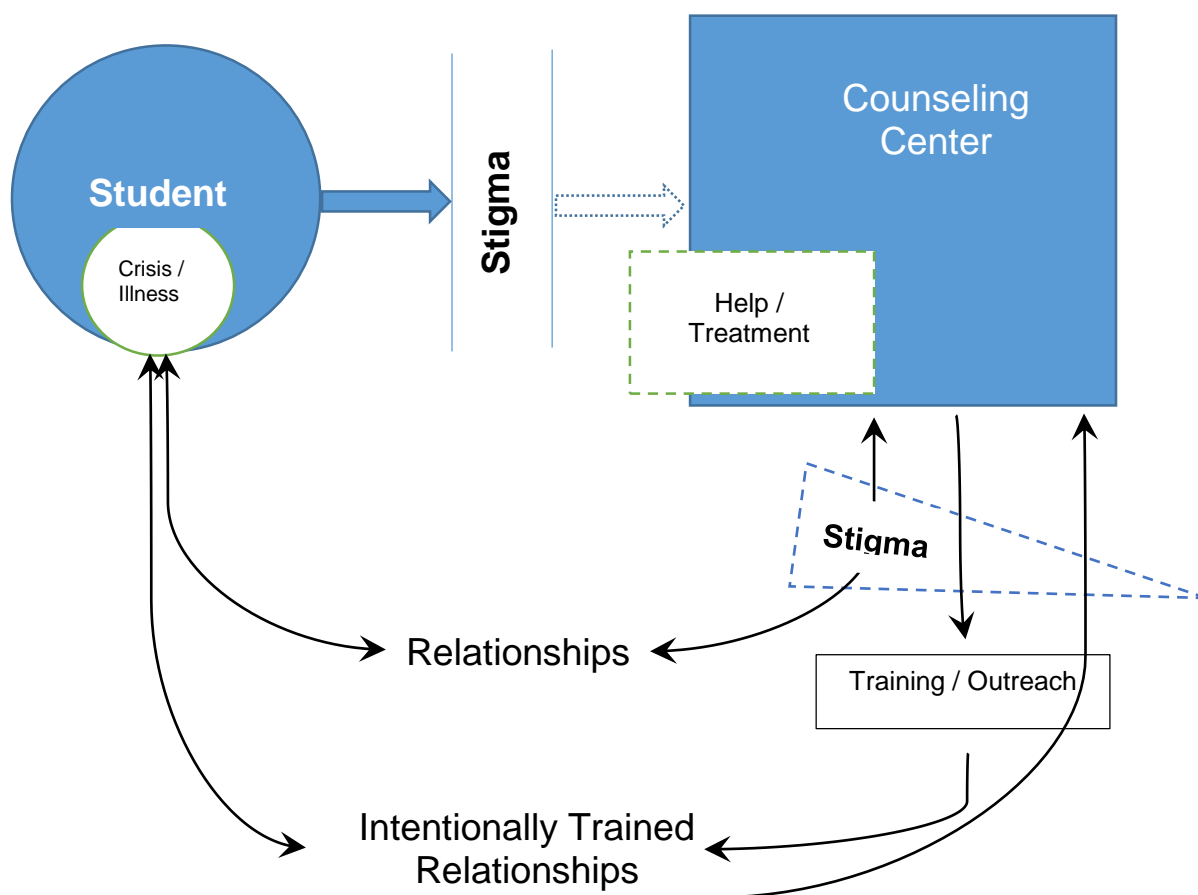 Counseling
Center
Student
Stigma
Crisis /
Illness
Help /
Treatment
Stigma
Relationships
Training / Outreach
Intentionally Trained
Relationships